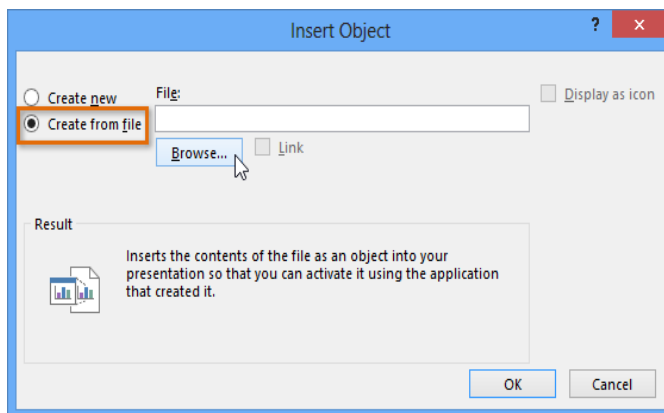 Insert Object
?
Create new
File:
Display as icon
Create from file
Browse...
Link
Result
Inserts the contents of the file as an object into your
presentation so that you can activate it using the application
that created it.
OK
Cancel